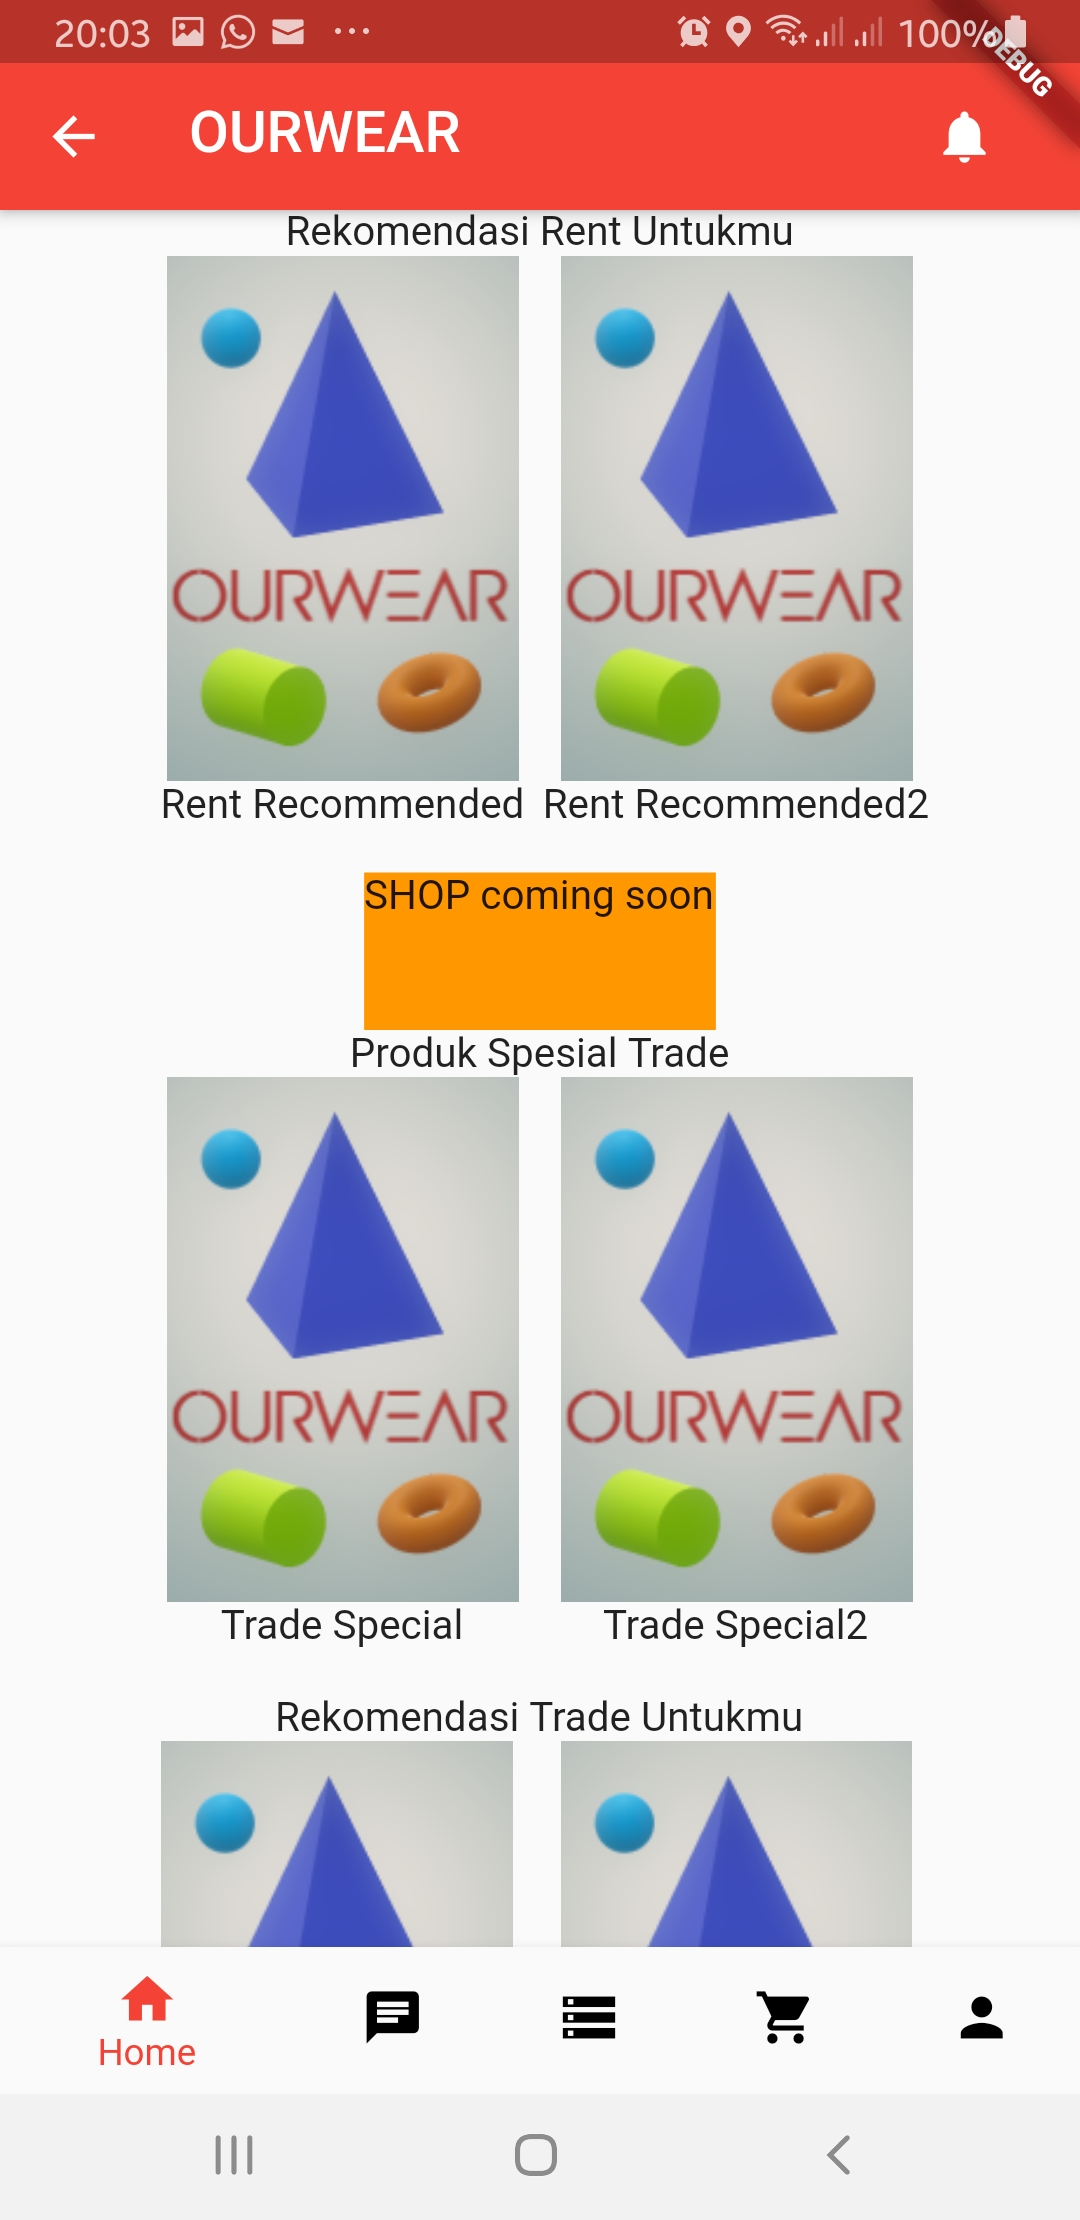 20:03
100%
DEBUG
OURWEAR
Rekomendasi Rent Untukmu
OURWEAR
OURWEAR
Rent Recommended
Rent Recommended2
SHOP coming soon
Produk Spesial Trade
OURWEAR
OURWEAR
Trade Special
Trade Special2
Rekomendasi Trade Untukmu
Home